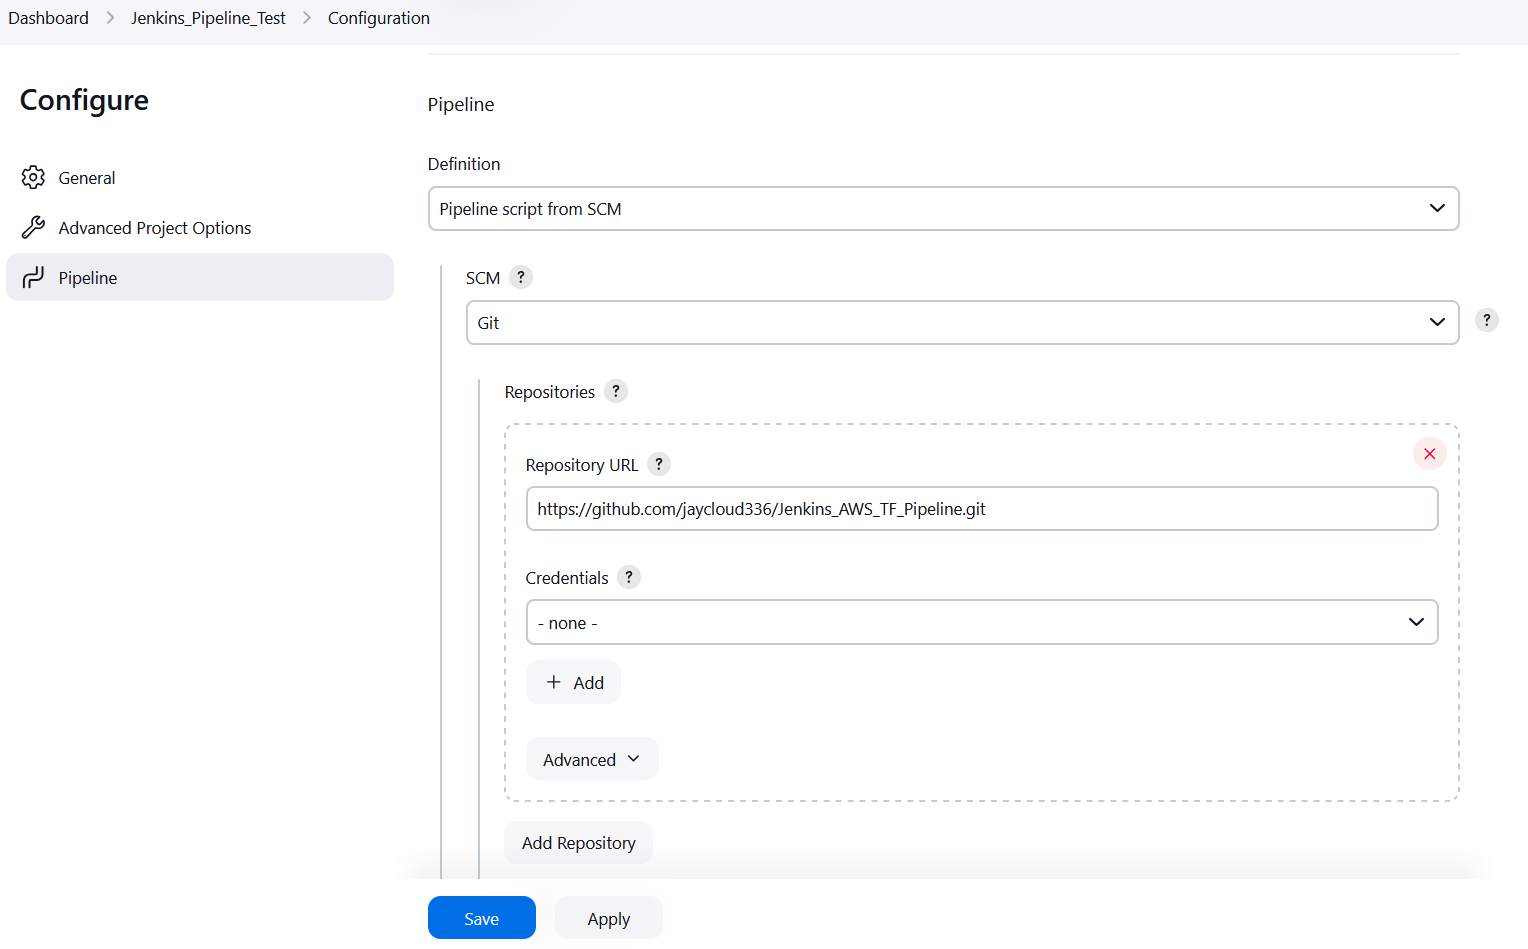 Dashboard > Jenkins_Pipeline_Test > Configuration
Configure
General
Advanced Project Options
Pipeline
Pipeline
Definition
Pipeline script from SCM
SCM ?
Git
?
Repositories ?
Repository URL ?
https://github.com/jaycloud336/Jenkins_AWS_TF_Pipeline.git
Credentials ?
- none -
+ Add
Advanced
Add Repository
Save Apply